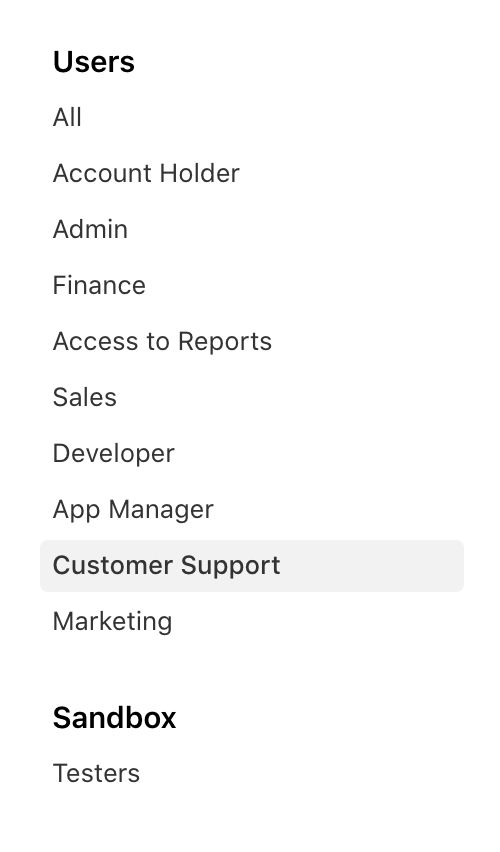 Users
All
Account Holder
Admin
Finance
Access to Reports
Sales
Developer
App Manager
Customer Support
Marketing
Sandbox
Testers